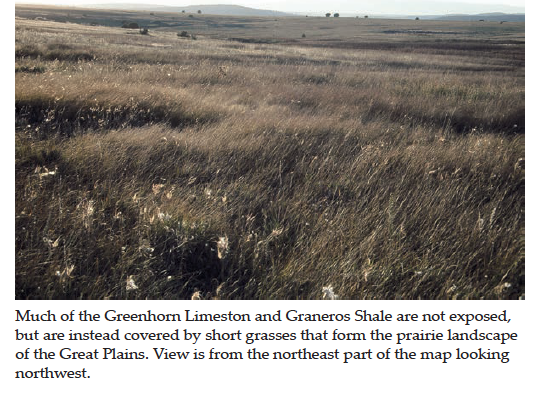 Much of the Greenhorn Limeston and Graneros Shale are not exposed,
but are instead covered by short grasses that form the prairie landscape
of the Great Plains. View is from the northeast part of the map looking
northwest.